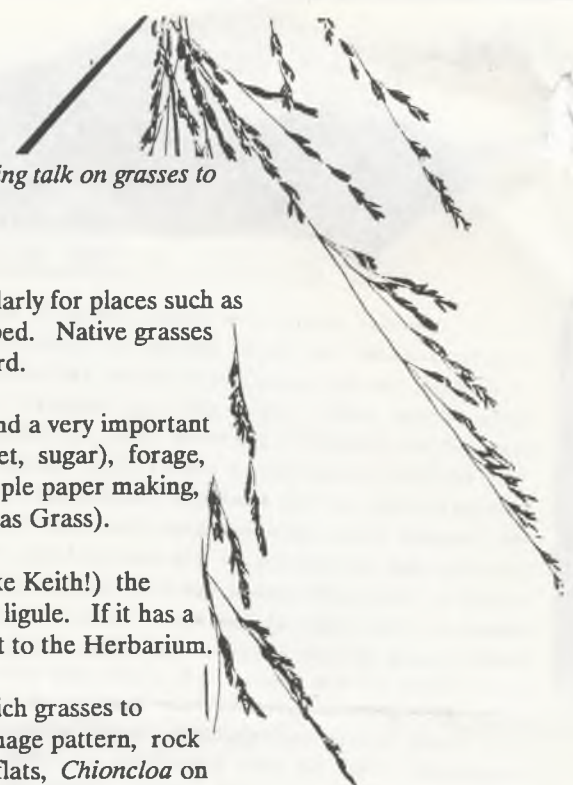 ing talk on grasses to
larly for places such as
ped. Native grasses
rd.
nd a very important
et, sugar), forage,
ple paper making,
as Grass).
ke Keith!) the
ligule. If it has a
t to the Herbarium.
ich grasses to
nage pattern, rock
flats, Chioncloa on